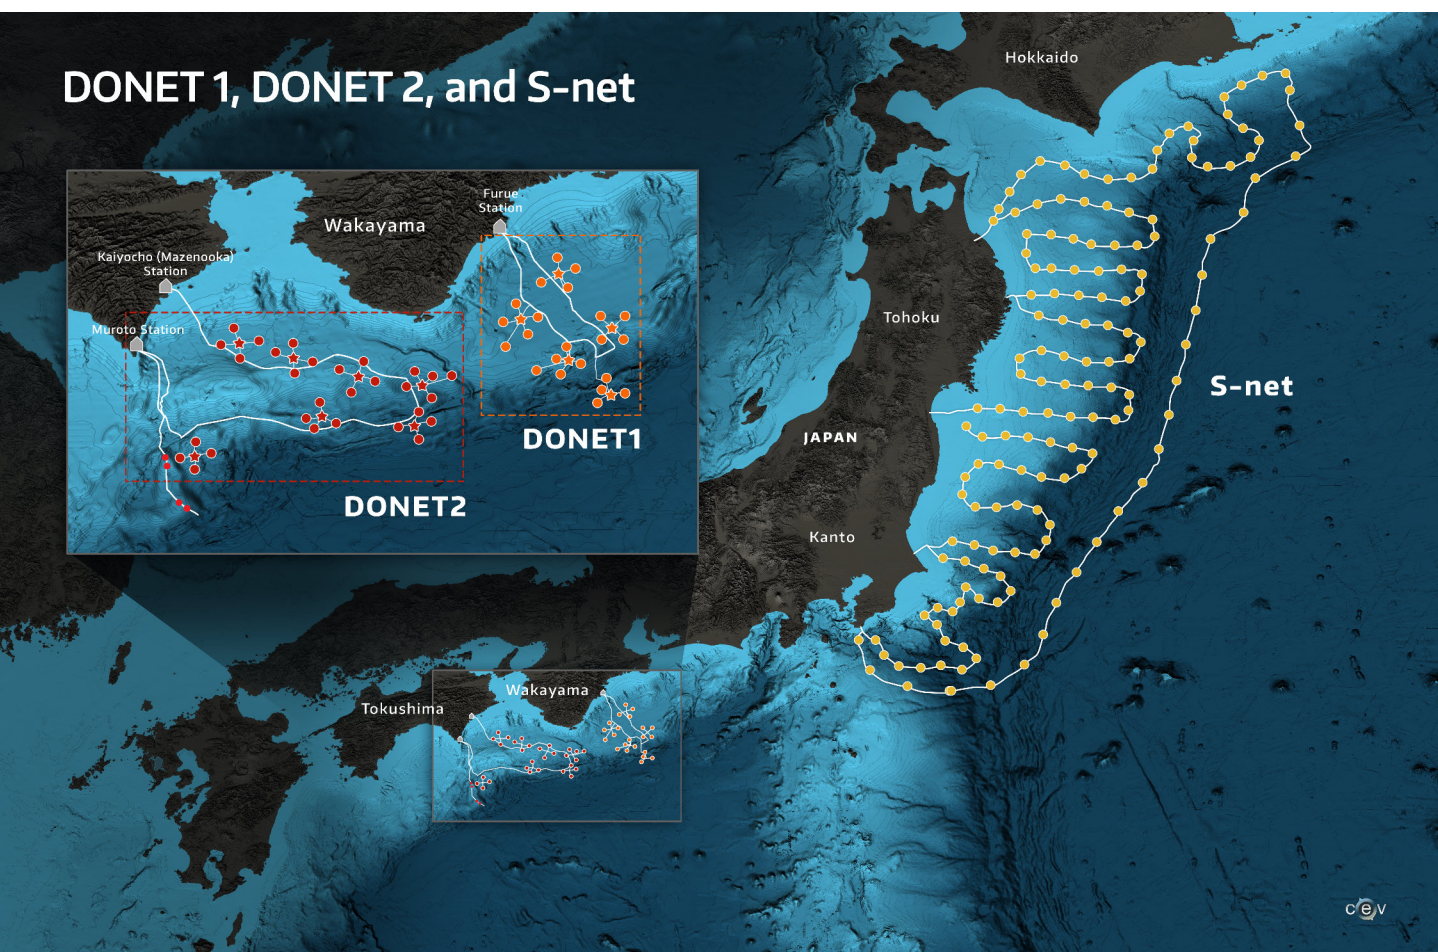 DONET 1, DONET 2, and S-net
Hokkaido
Furue
Station
Wakayama
Kaiyocho (Mazenooka)
Station
Muroto Station
Tohoku
S-net
JAPAN
DONET1
DONET2
Kanto
Wakayama
Tokushima
cev